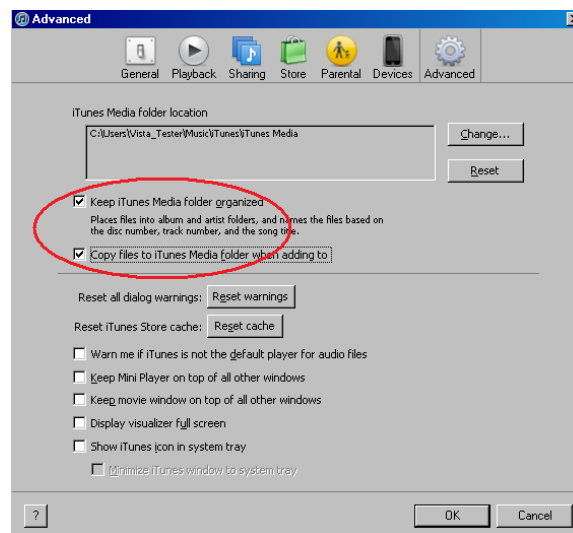 Advanced
General Playback Sharing Store Parental Devices Advanced
iTunes Media folder location
C:\Users\Vista_Tester\Music\iTunes\iTunes Media
Change...
Reset
Keep iTunes Media folder organized
Places files into album and artist folders, and names the files based on
the disc number, track number, and the song title.
Copy files to iTunes Media folder when adding to
Reset all dialog warnings: Reset warnings
Reset iTunes Store cache: Reset cache
Warn me if iTunes is not the default player for audio files
Keep Mini Player on top of all other windows
Keep movie window on top of all other windows
Display visualizer full screen
Show iTunes icon in system tray
Minimize iTunes window to system tray
? OK Cancel